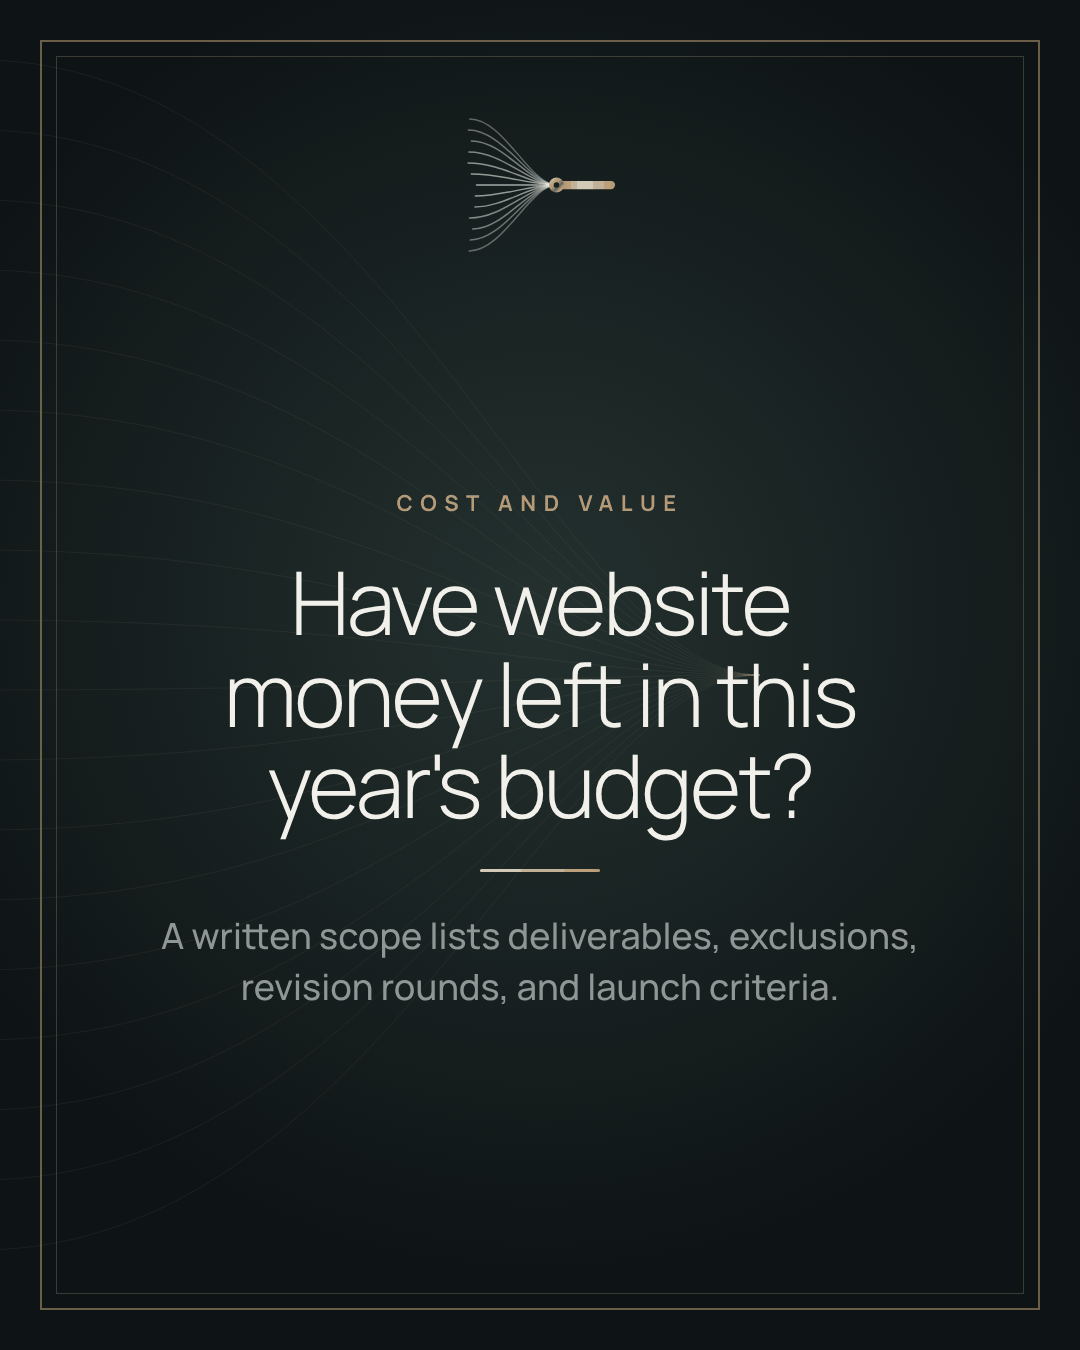 COST AND VALUE
Have website
money left in this
year's budget?
A written scope lists deliverables, exclusions,
revision rounds, and launch criteria.